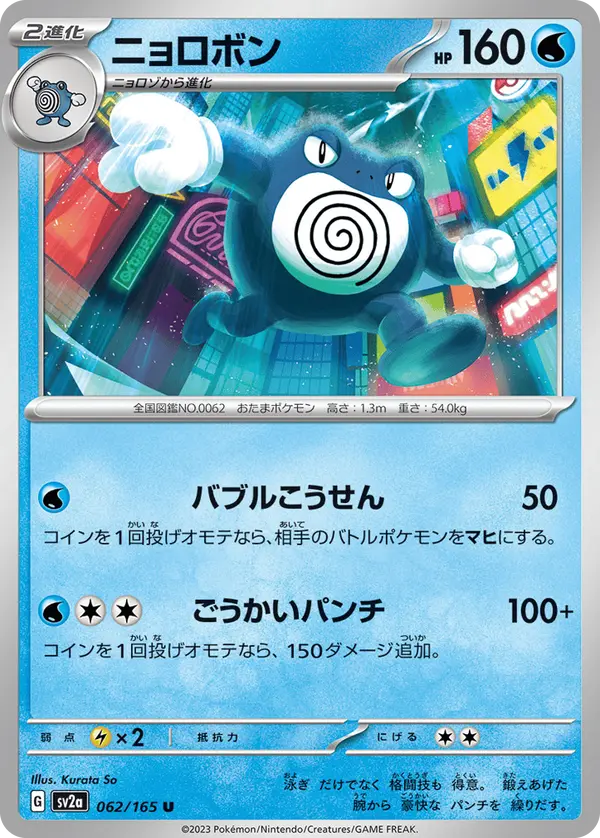 2進化
ニョロボン
HP 160
ニョロゾから進化
全国図鑑NO.0062 おたまポケモン 高さ:1.3m 重さ:54.0kg
バブルこうせん 50
コインを1回投げオモテなら、相手のバトルポケモンをマヒにする。
ごうかいパンチ 100+
コインを1回投げオモテなら、150ダメージ追加。
弱点 ×2 抵抗力 にげる
Illus. Kurata So
G sv2a 062/165 U
泳ぎ だけでなく 格闘技も 得意。 鍛えあげた
腕から 豪快な パンチを 繰りだす。
©2023 Pokémon/Nintendo/Creatures/GAME FREAK.